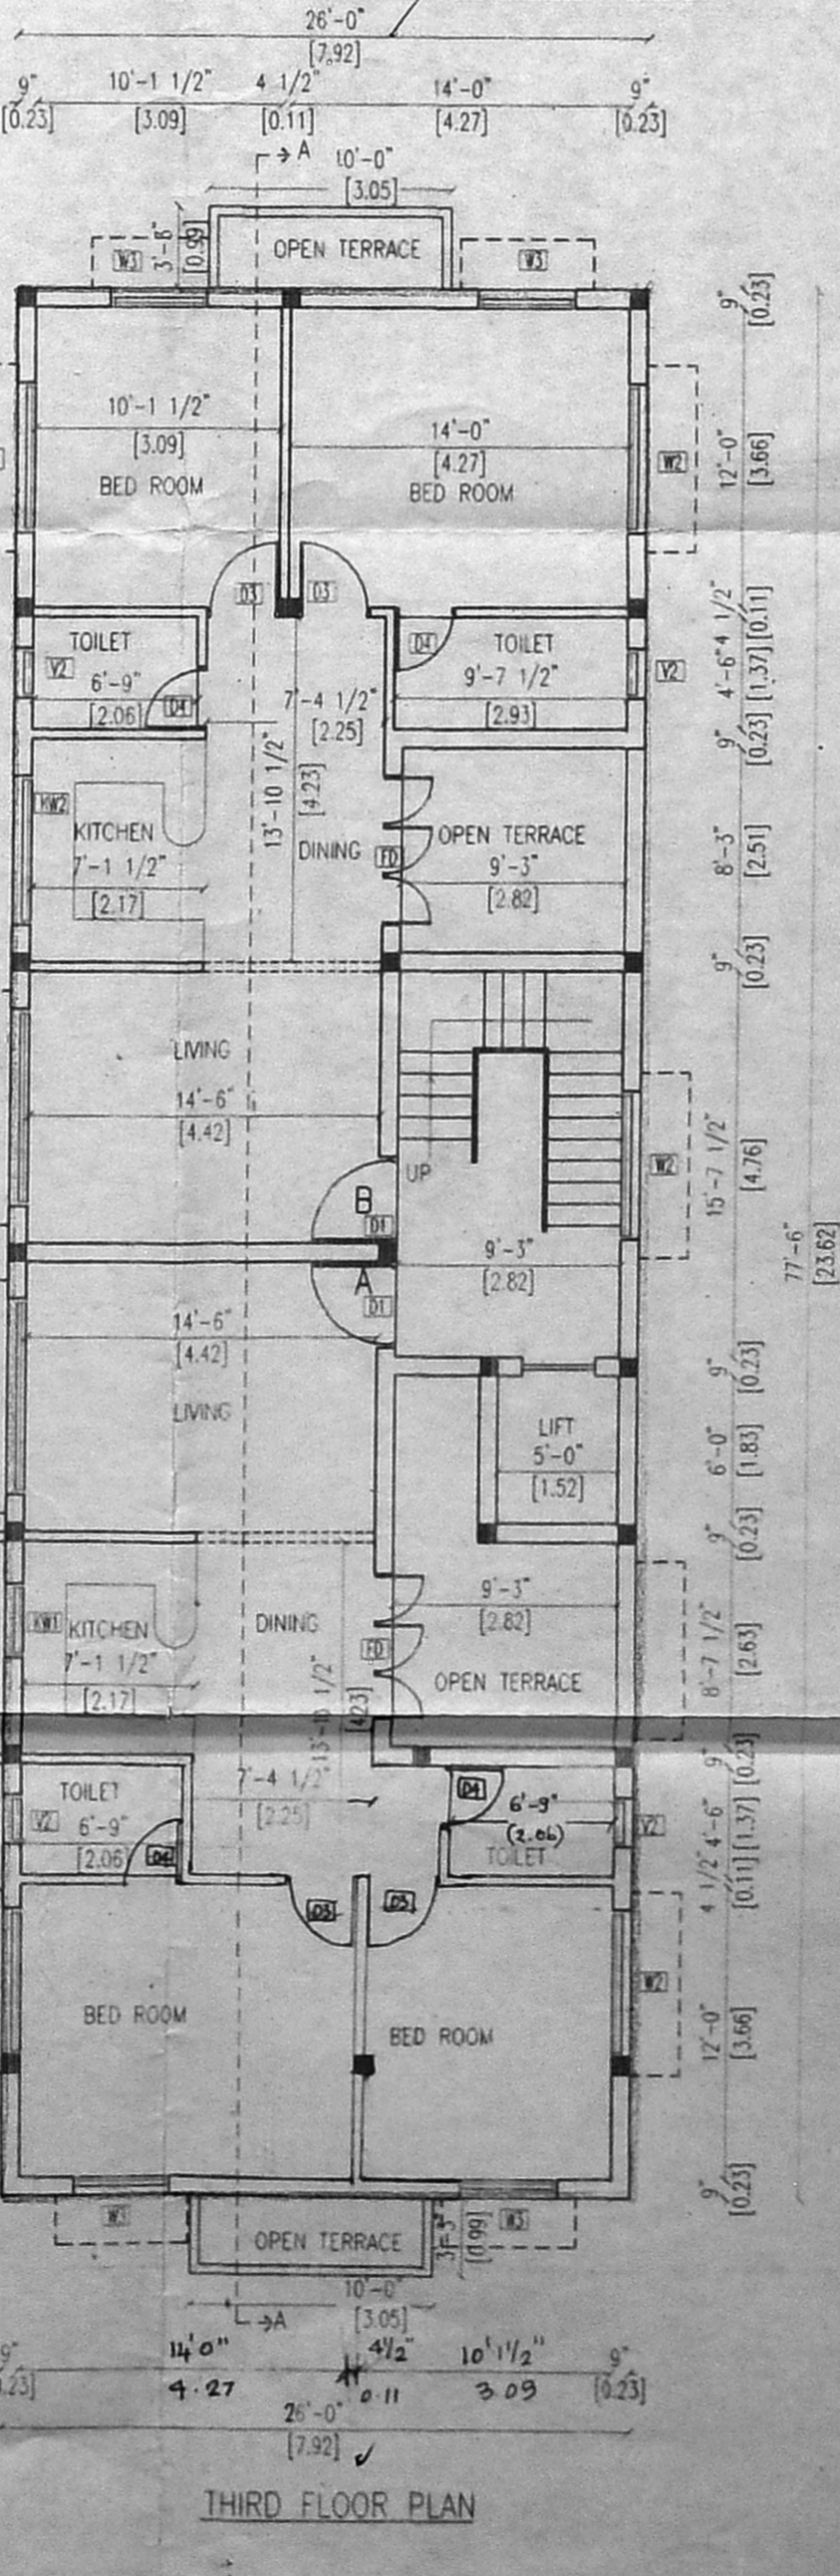 26'-0"
[7.92]
9" 10'-1 1/2" 4 1/2" 14'-0" 9"
[0.23] [3.09] [0.11] [4.27] [0.23]
A 10'-0"
[3.05]
3'-8"
[0.99]
OPEN TERRACE
W3 W3
9"
[0.23]
10'-1 1/2"
[3.09]
BED ROOM
14'-0"
[4.27]
BED ROOM
W2
12'-0"
[3.66]
D3 D3
4 1/2"
[0.11]
TOILET
V2
6'-9"
[2.06]
D4
D4
TOILET
9'-7 1/2"
[2.93]
V2
4'-6"
[1.37]
7'-4 1/2"
[2.25]
9"
[0.23]
13'-10 1/2"
[4.23]
KW2
KITCHEN
7'-1 1/2"
[2.17]
DINING
FD
OPEN TERRACE
9'-3"
[2.82]
8'-3"
[2.51]
9"
[0.23]
LIVING
14'-6"
[4.42]
UP
W2
15'-7 1/2"
[4.76]
B
D1
9'-3"
[2.82]
77'-6"
[23.62]
A
D1
14'-6"
[4.42]
LIVING
9"
[0.23]
LIFT
5'-0"
[1.52]
6'-0"
[1.83]
9"
[0.23]
KW1
KITCHEN
7'-1 1/2"
[2.17]
DINING
FD
9'-3"
[2.82]
OPEN TERRACE
8'-7 1/2"
[2.63]
13'-10 1/2"
[4.23]
9"
[0.23]
TOILET
V2
6'-9"
[2.06]
D4
7'-4 1/2"
[2.25]
D4
6'-9"
(2.06)
TOILET
V2
4'-6"
[1.37]
4 1/2"
[0.11]
D3 D3
BED ROOM
BED ROOM
W2
12'-0"
[3.66]
9"
[0.23]
W3
OPEN TERRACE
3'-3"
[0.99]
W3
10'-0"
[3.05]
A
9" 14'0" 4 1/2" 10'1 1/2" 9"
0.23] 4.27 0.11 3.09 [0.23]
26'-0"
[7.92]
THIRD FLOOR PLAN